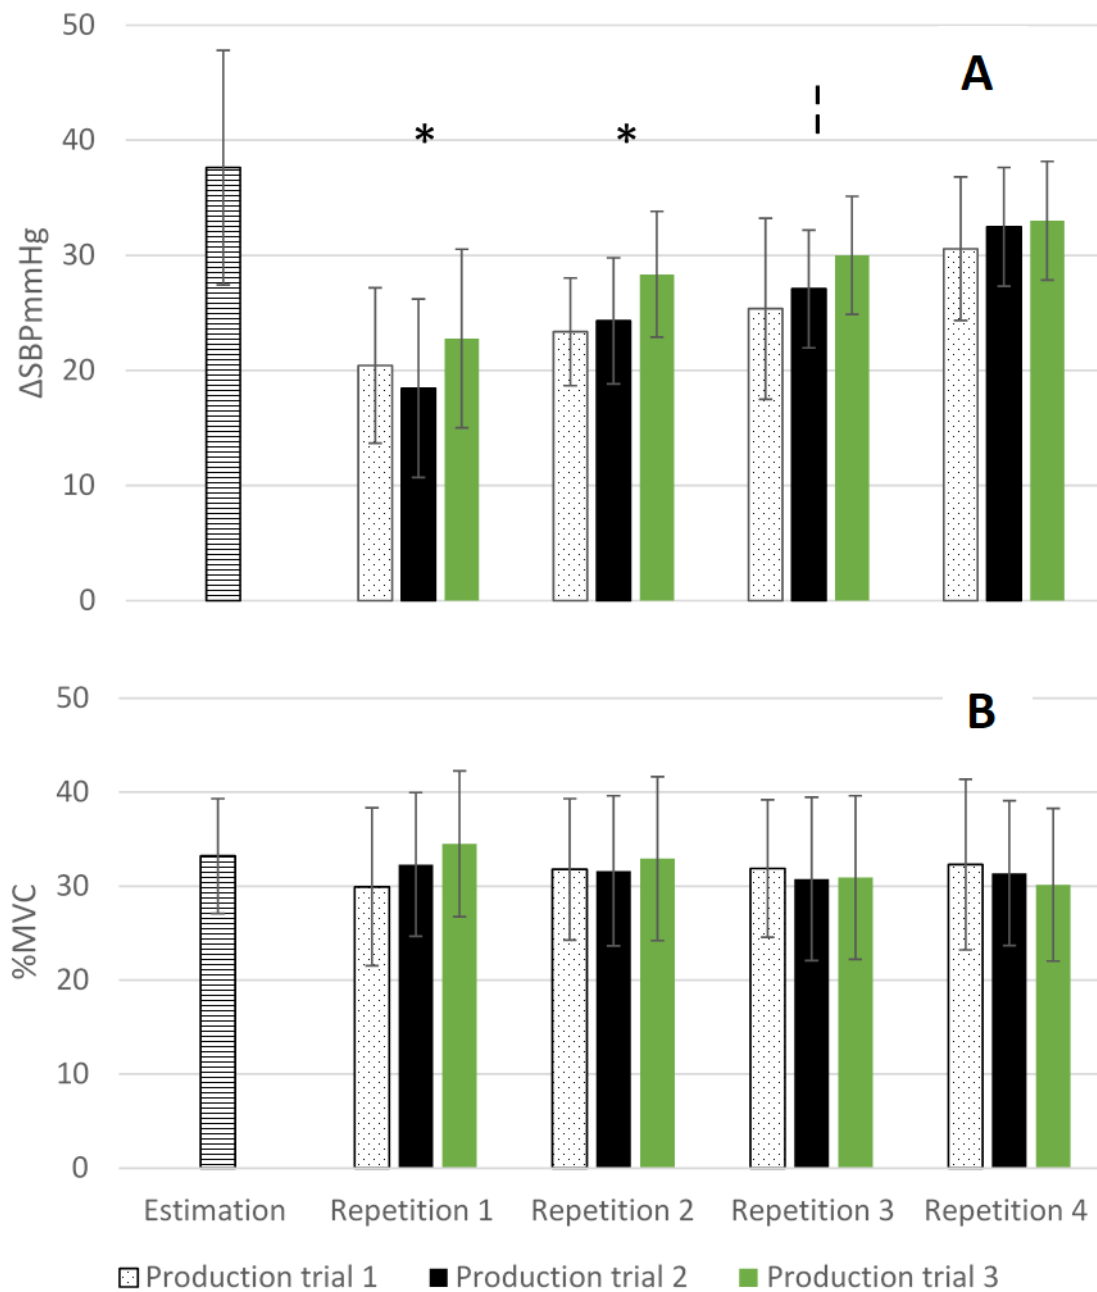 50
A
40
* * ¦
ΔSBPmmHg
30
20
10
0
50
B
40
30
%MVC
20
10
0
Estimation Repetition 1 Repetition 2 Repetition 3 Repetition 4
Production trial 1 Production trial 2 Production trial 3